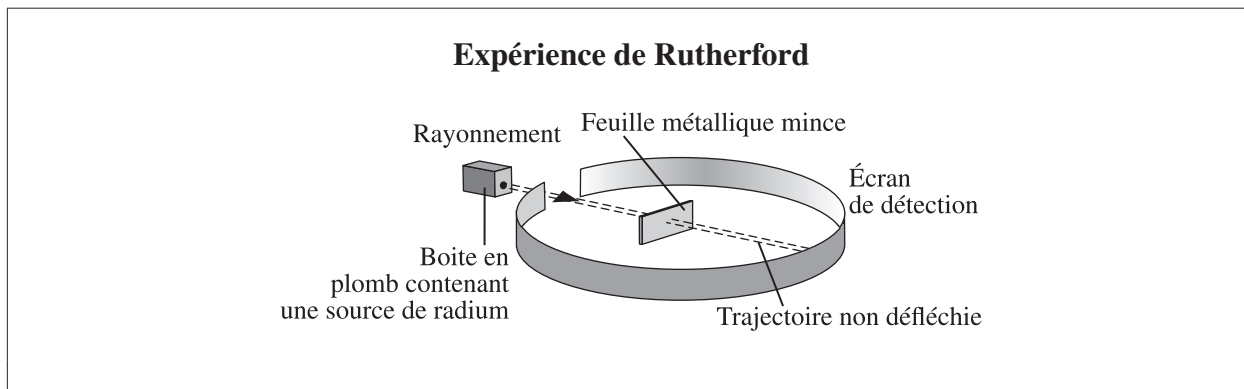 Expérience de Rutherford
Rayonnement
Feuille métallique mince
Écran
de détection
Boite en
plomb contenant
une source de radium
Trajectoire non défléchie